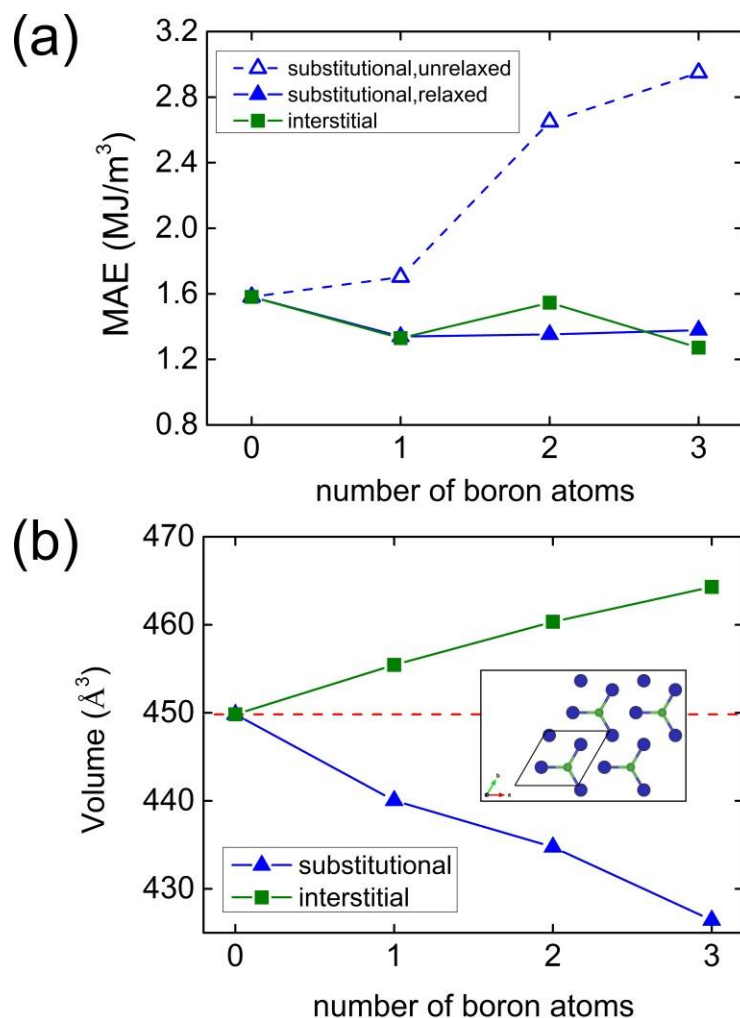 (a)
3.2
2.8
2.4
2.0
1.6
1.2
0.8
MAE (MJ/m³)
substitutional,unrelaxed
substitutional,relaxed
interstitial
0 1 2 3
number of boron atoms
(b)
470
460
450
440
430
Volume (Å³)
b
a
substitutional
interstitial
0 1 2 3
number of boron atoms